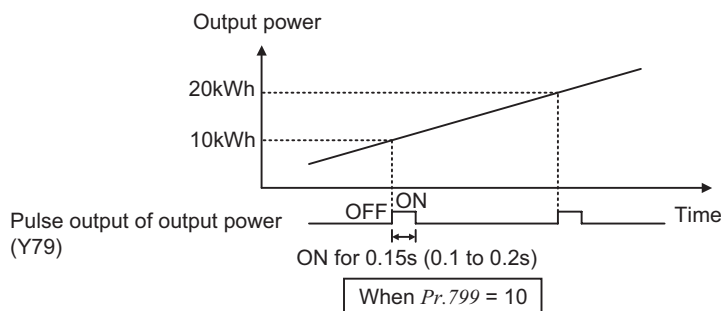 Output power
20kWh
10kWh
ON
OFF
Time
Pulse output of output power
(Y79)
ON for 0.15s (0.1 to 0.2s)
When Pr.799 = 10